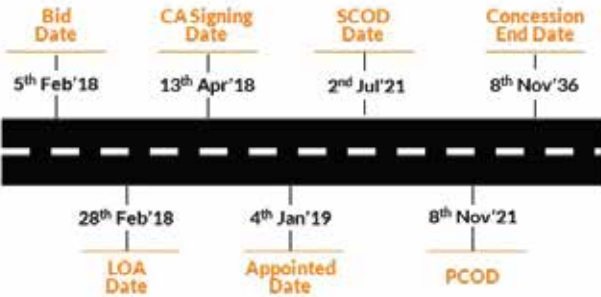 Bid
Date
5th Feb'18
CA Signing
Date
13th Apr'18
SCOD
Date
2nd Jul'21
Concession
End Date
8th Nov'36
28th Feb'18
LOA
Date
4th Jan'19
Appointed
Date
8th Nov'21
PCOD